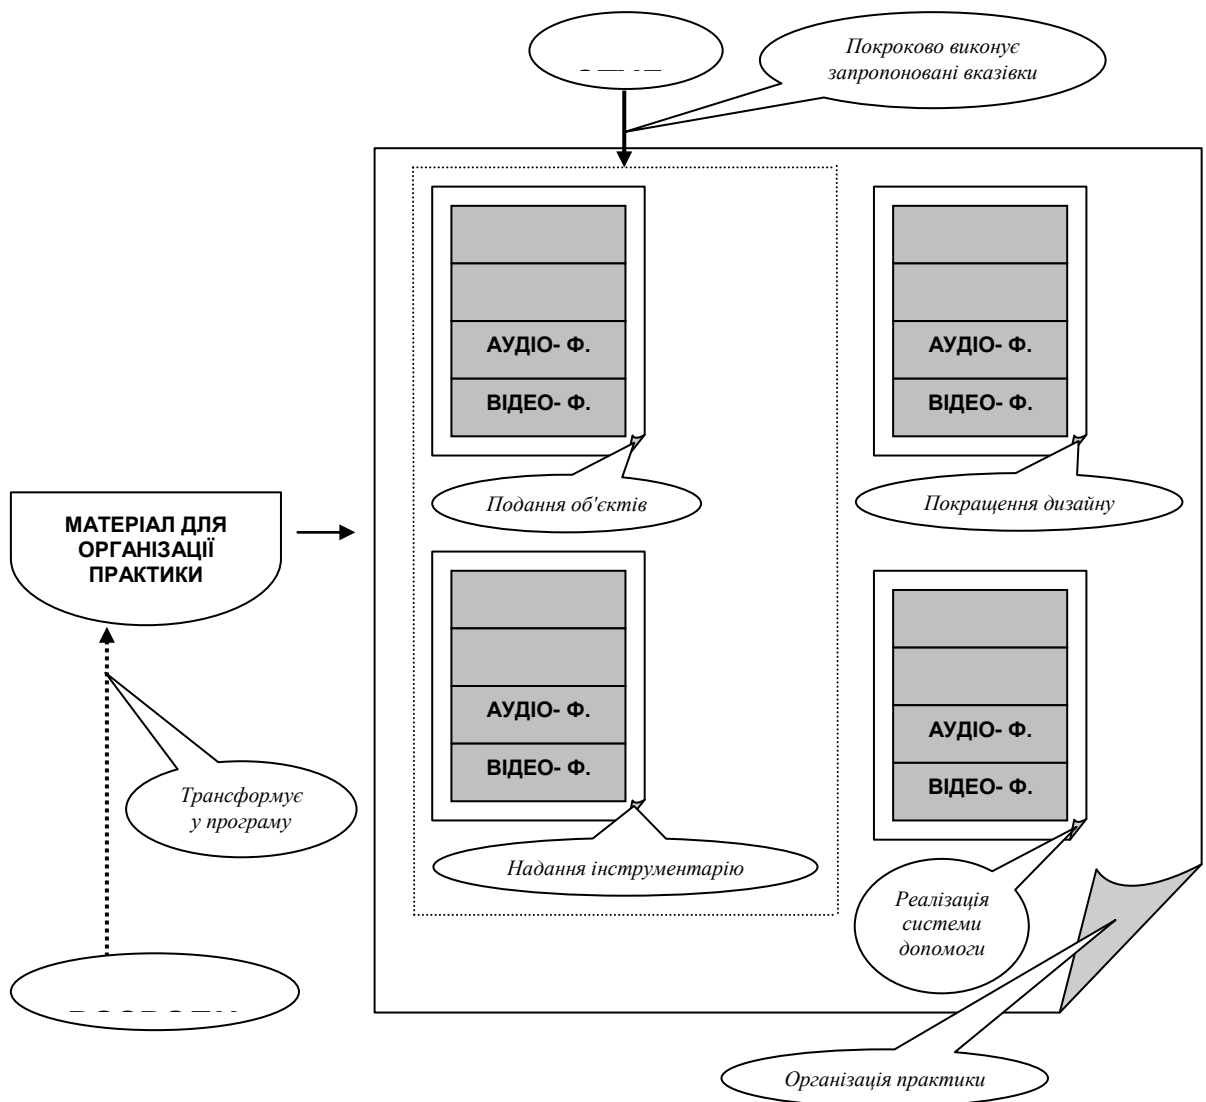 Покроково виконує
запропоновані вказівки
АУДІО- Ф.
ВІДЕО- Ф.
Подання об'єктів
АУДІО- Ф.
ВІДЕО- Ф.
Покращення дизайну
МАТЕРІАЛ ДЛЯ
ОРГАНІЗАЦІЇ
ПРАКТИКИ
Трансформує
у програму
АУДІО- Ф.
ВІДЕО- Ф.
Надання інструментарію
АУДІО- Ф.
ВІДЕО- Ф.
Реалізація
системи
допомоги
Організація практики